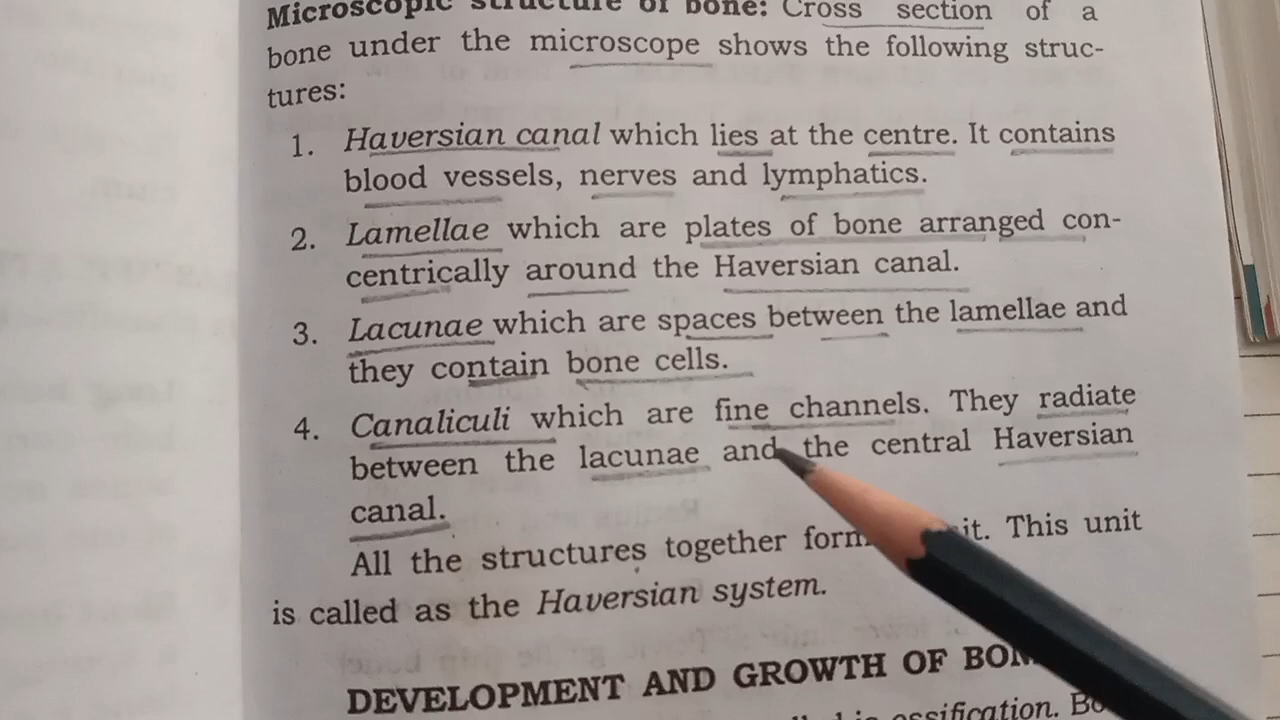 Microscopic structure of bone: Cross section of a
bone under the microscope shows the following struc-
tures:
1. Haversian canal which lies at the centre. It contains
blood vessels, nerves and lymphatics.
2. Lamellae which are plates of bone arranged con-
centrically around the Haversian canal.
3. Lacunae which are spaces between the lamellae and
they contain bone cells.
4. Canaliculi which are fine channels. They radiate
between the lacunae and the central Haversian
canal.
All the structures together form it. This unit
is called as the Haversian system.
DEVELOPMENT AND GROWTH OF
ossification.